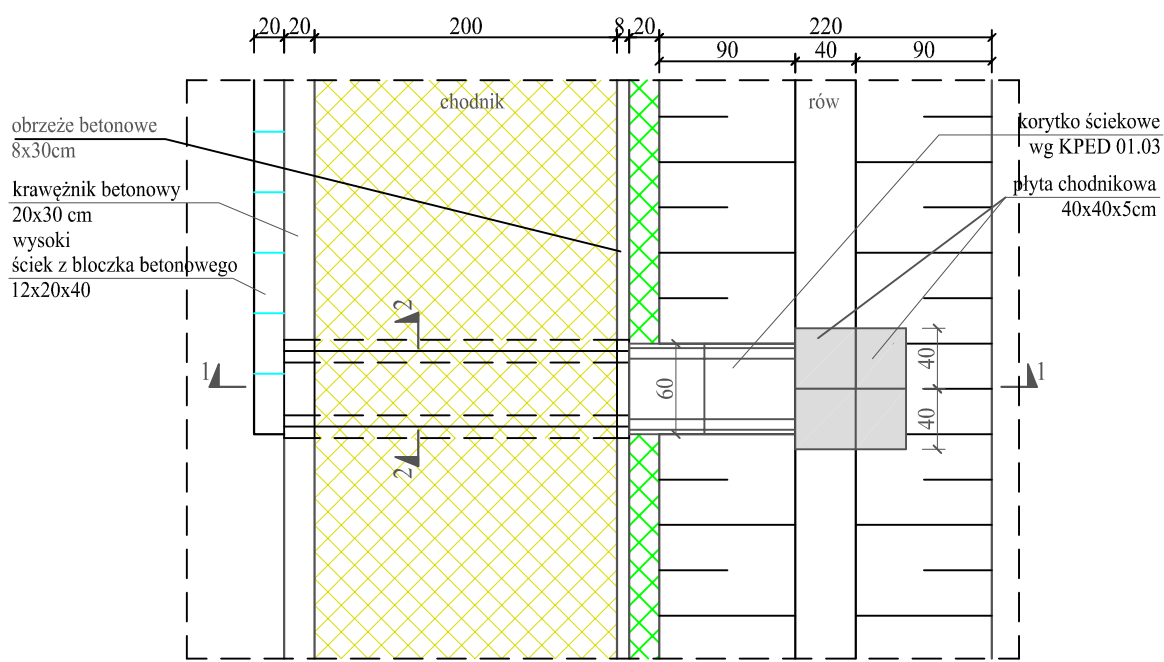 20 20 200 8 20 220
90 40 90
chodnik
rów
obrzeże betonowe
8x30cm
krawężnik betonowy
20x30 cm
wysoki
ściek z bloczka betonowego
12x20x40
korytko ściekowe
wg KPED 01.03
płyta chodnikowa
40x40x5cm
2
1
60
40
40
1
2